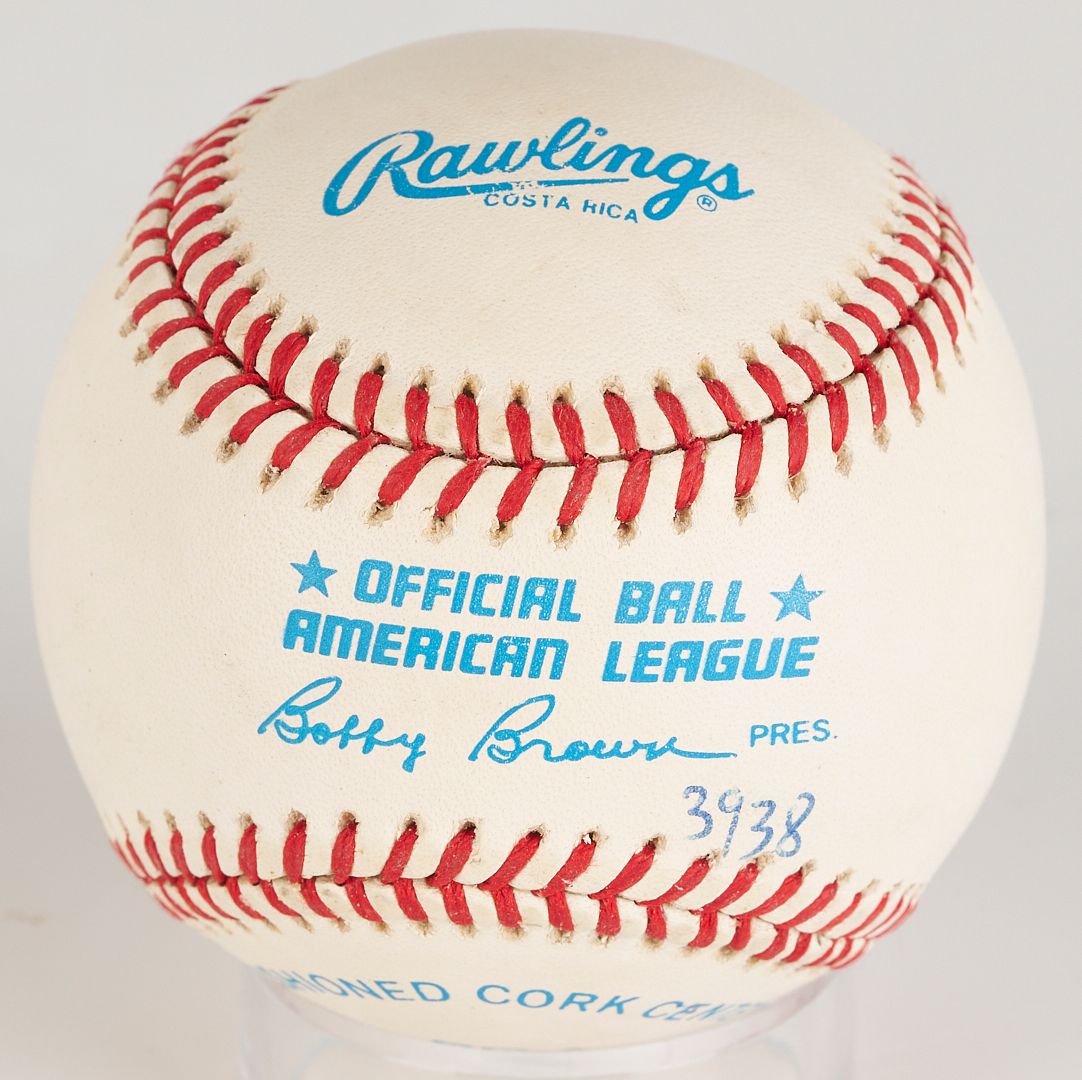 Rawlings®
COSTA RICA
★ OFFICIAL BALL ★
AMERICAN LEAGUE
Bobby Brown PRES.
3938
CORK